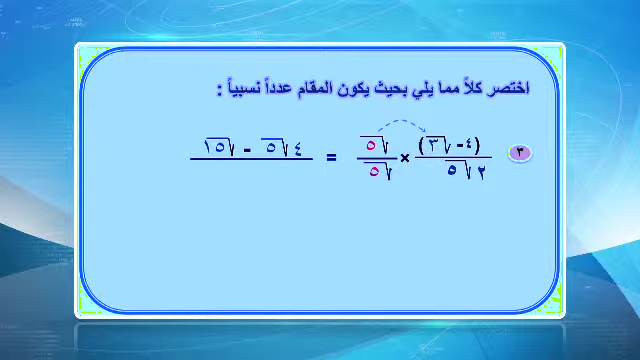 اختصر كلاً مما يلي بحيث يكون المقام عدداً نسبياً :
٣ (٤ - √٣) / ٢√٥ × √٥ / √٥ = ٤√٥ - √١٥